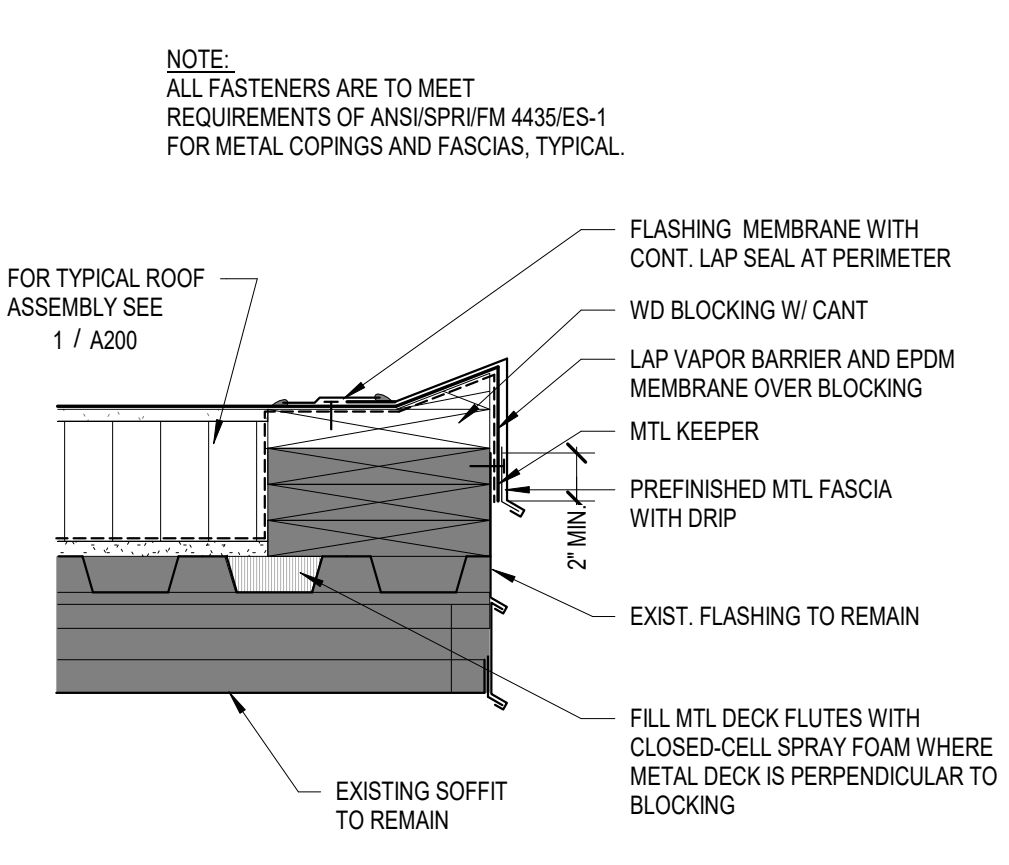 NOTE:
ALL FASTENERS ARE TO MEET
REQUIREMENTS OF ANSI/SPRI/FM 4435/ES-1
FOR METAL COPINGS AND FASCIAS, TYPICAL.
FOR TYPICAL ROOF
ASSEMBLY SEE
1 / A200
FLASHING MEMBRANE WITH
CONT. LAP SEAL AT PERIMETER
WD BLOCKING W/ CANT
LAP VAPOR BARRIER AND EPDM
MEMBRANE OVER BLOCKING
MTL KEEPER
PREFINISHED MTL FASCIA
WITH DRIP
2" MIN.
EXIST. FLASHING TO REMAIN
FILL MTL DECK FLUTES WITH
CLOSED-CELL SPRAY FOAM WHERE
METAL DECK IS PERPENDICULAR TO
BLOCKING
EXISTING SOFFIT
TO REMAIN